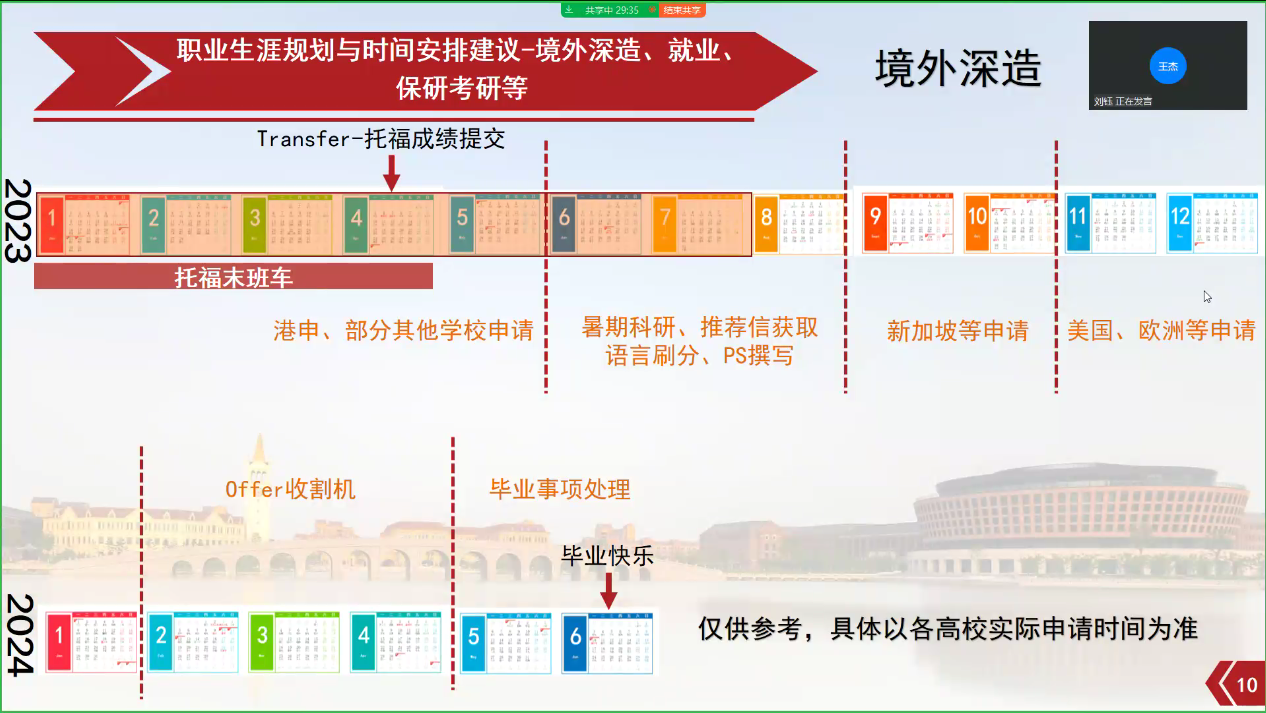 共享中 29:35
结束共享
职业生涯规划与时间安排建议-境外深造、就业、
保研考研等
境外深造
王杰
刘钰 正在发言
Transfer-托福成绩提交
2023
1
2
3
4
5
6
7
8
9
10
11
12
托福末班车
港申、部分其他学校申请
暑期科研、推荐信获取
语言刷分、PS撰写
新加坡等申请
美国、欧洲等申请
Offer收割机
毕业事项处理
毕业快乐
2024
1
2
3
4
5
6
仅供参考，具体以各高校实际申请时间为准
10